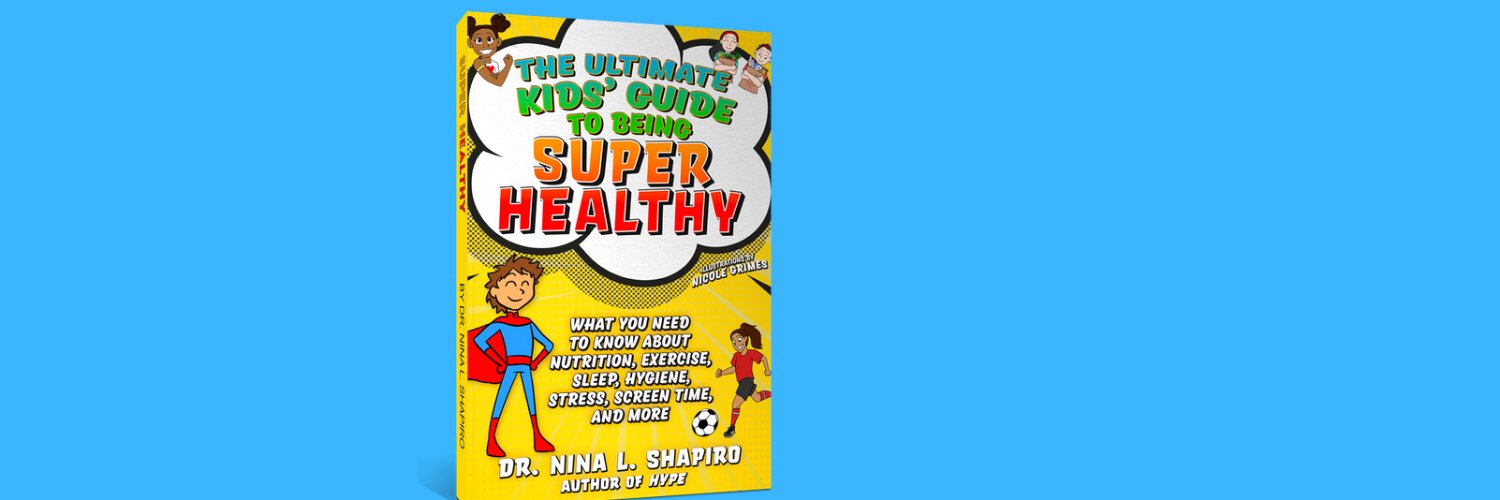 THE ULTIMATE
KIDS' GUIDE
TO BEING
SUPER
HEALTHY
ILLUSTRATIONS BY
NICOLE GRIMES
WHAT YOU NEED
TO KNOW ABOUT
NUTRITION, EXERCISE,
SLEEP, HYGIENE,
STRESS, SCREEN TIME,
AND MORE
DR. NINA L. SHAPIRO
AUTHOR OF HYPE
SUPER HEALTHY
BY DR. NINA L. SHAPIRO